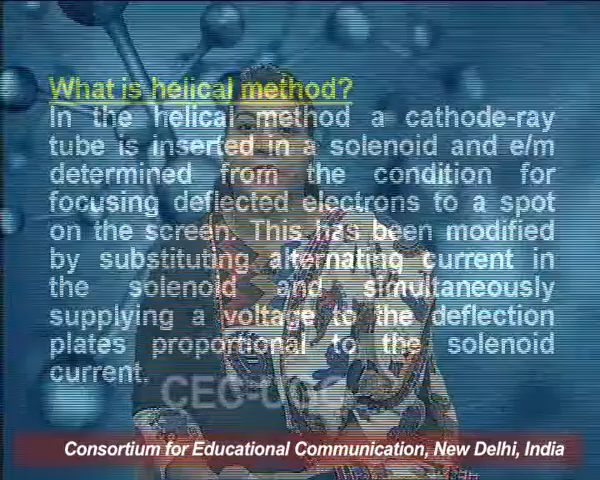 What is helical method?
In the helical method a cathode-ray
tube is inserted in a solenoid and e/m
determined from the condition for
focusing deflected electrons to a spot
on the screen. This has been modified
by substituting alternating current in
the solenoid and simultaneously
supplying a voltage to the deflection
plates proportional to the solenoid
current.
CEC-UGC
Consortium for Educational Communication, New Delhi, India